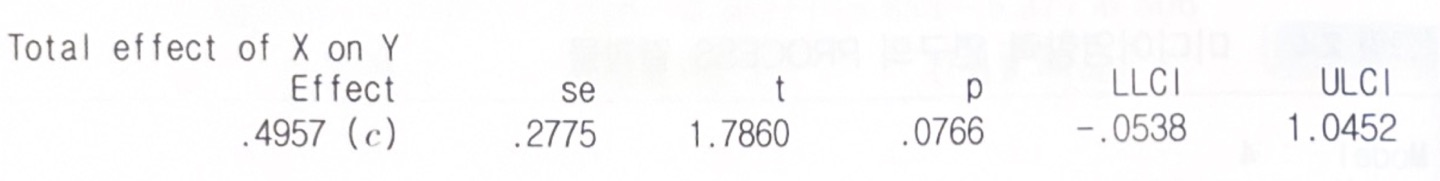 Total effect of X on Y
Effect se t p LLCI ULCI
.4957 (c) .2775 1.7860 .0766 -.0538 1.0452